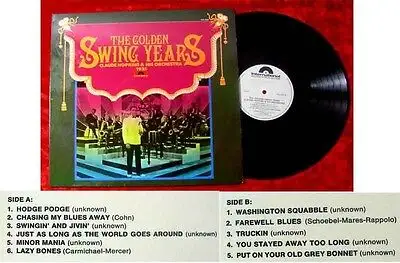 THE GOLDEN
SWING YEARS
CLAUDE HOPKINS & HIS ORCHESTRA
1935
International
SIDE A:
1. HODGE PODGE (unknown)
2. CHASING MY BLUES AWAY (Cohn)
3. SWINGIN' AND JIVIN' (unknown)
4. JUST AS LONG AS THE WORLD GOES AROUND (unknown)
5. MINOR MANIA (unknown)
6. LAZY BONES (Carmichael-Mercer)
SIDE B:
1. WASHINGTON SQUABBLE (unknown)
2. FAREWELL BLUES (Schoebel-Mares-Rappolo)
3. TRUCKIN (unknown)
4. YOU STAYED AWAY TOO LONG (unknown)
5. PUT ON YOUR OLD GREY BONNET (unknown)